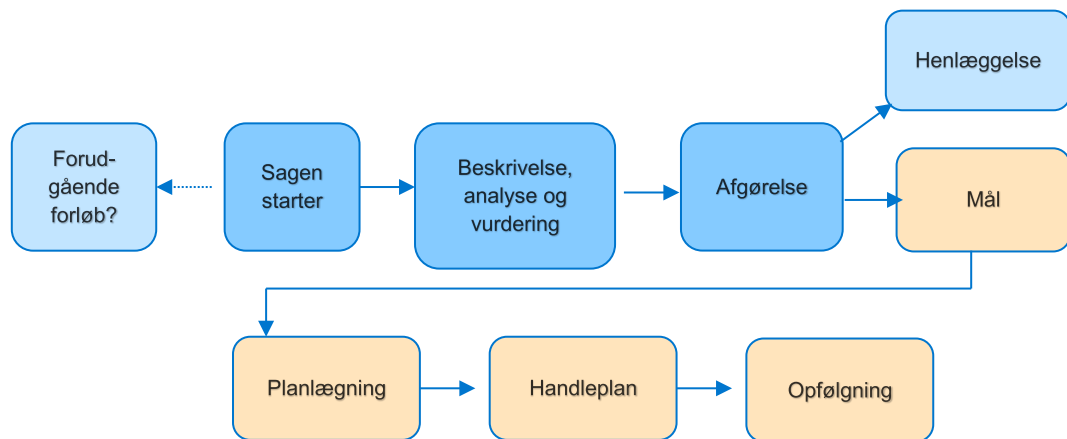 Henlæggelse
Forud-
gående
forløb?
Sagen
starter
Beskrivelse,
analyse og
vurdering
Afgørelse
Mål
Planlægning
Handleplan
Opfølgning